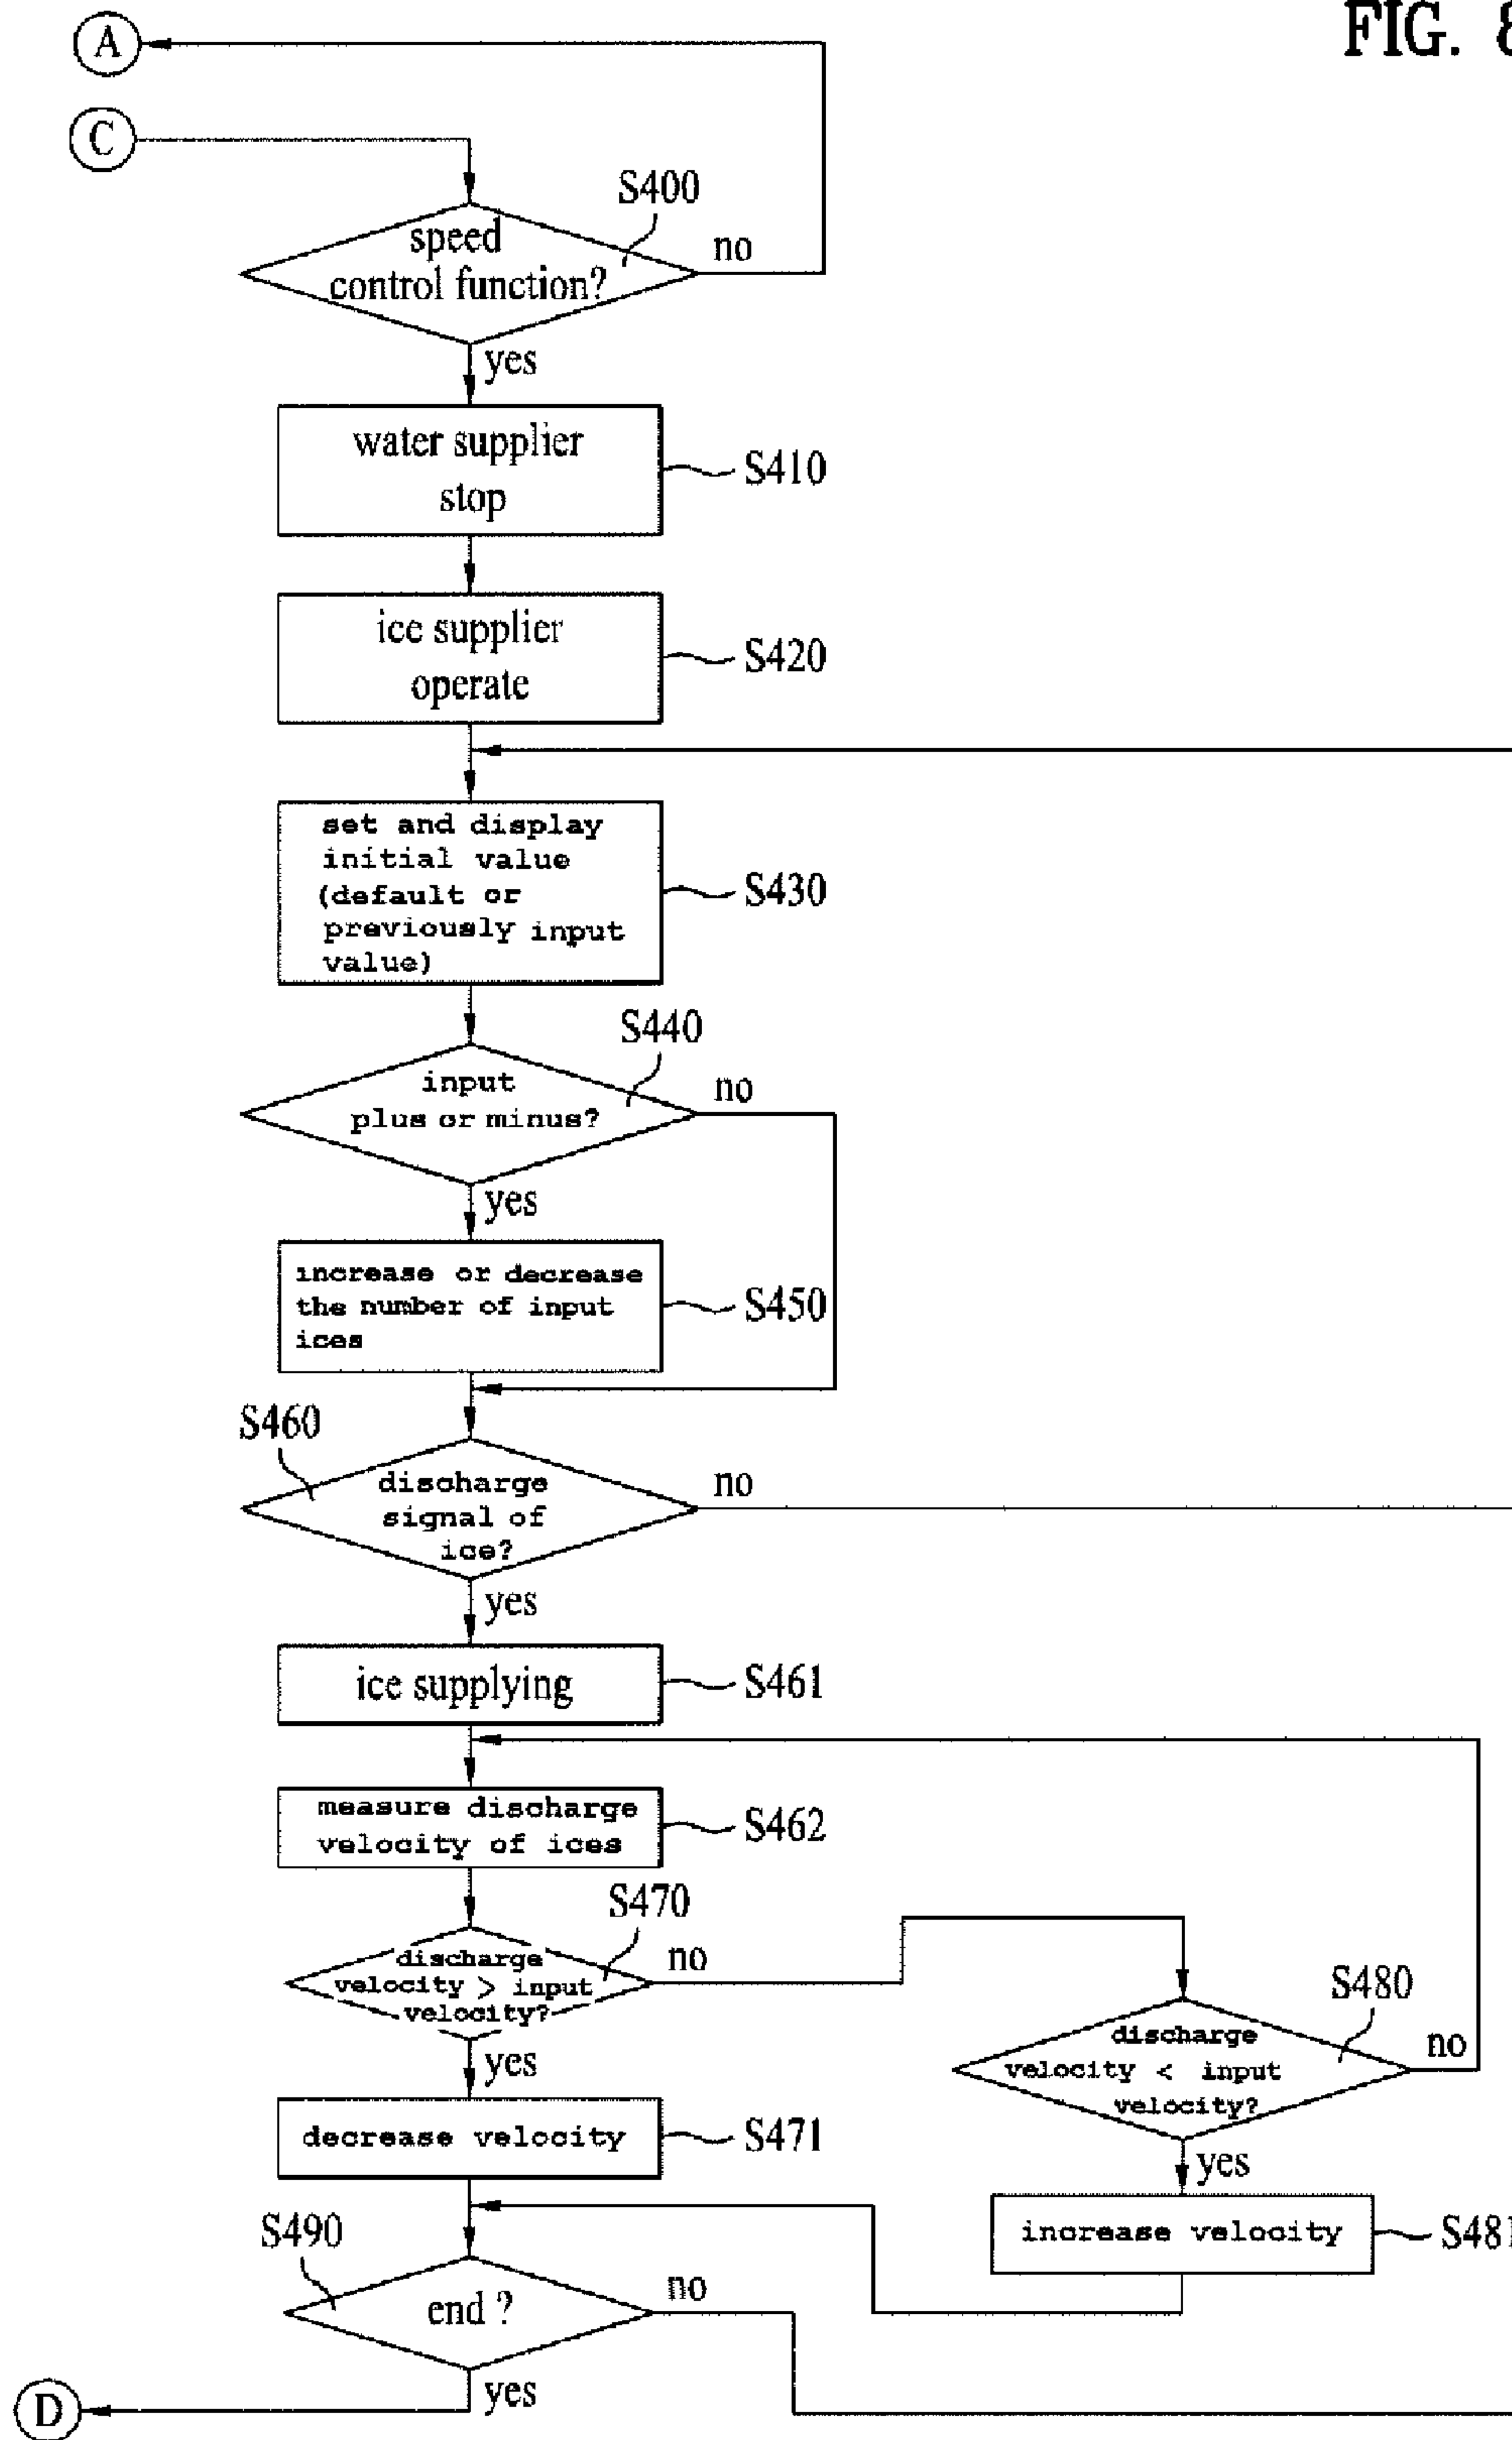 FIG. 8
A
C
S400
speed
control function?
no
yes
water supplier
stop
S410
ice supplier
operate
S420
set and display
initial value
(default or
previously input
value)
S430
S440
input
plus or minus?
no
yes
increase or decrease
the number of input
ices
S450
S460
discharge
signal of
ice?
no
yes
ice supplying
S461
measure discharge
velocity of ices
S462
S470
discharge
velocity > input
velocity?
no
yes
S480
discharge
velocity < input
velocity?
no
yes
decrease velocity
S471
increase velocity
S481
S490
end ?
no
yes
D